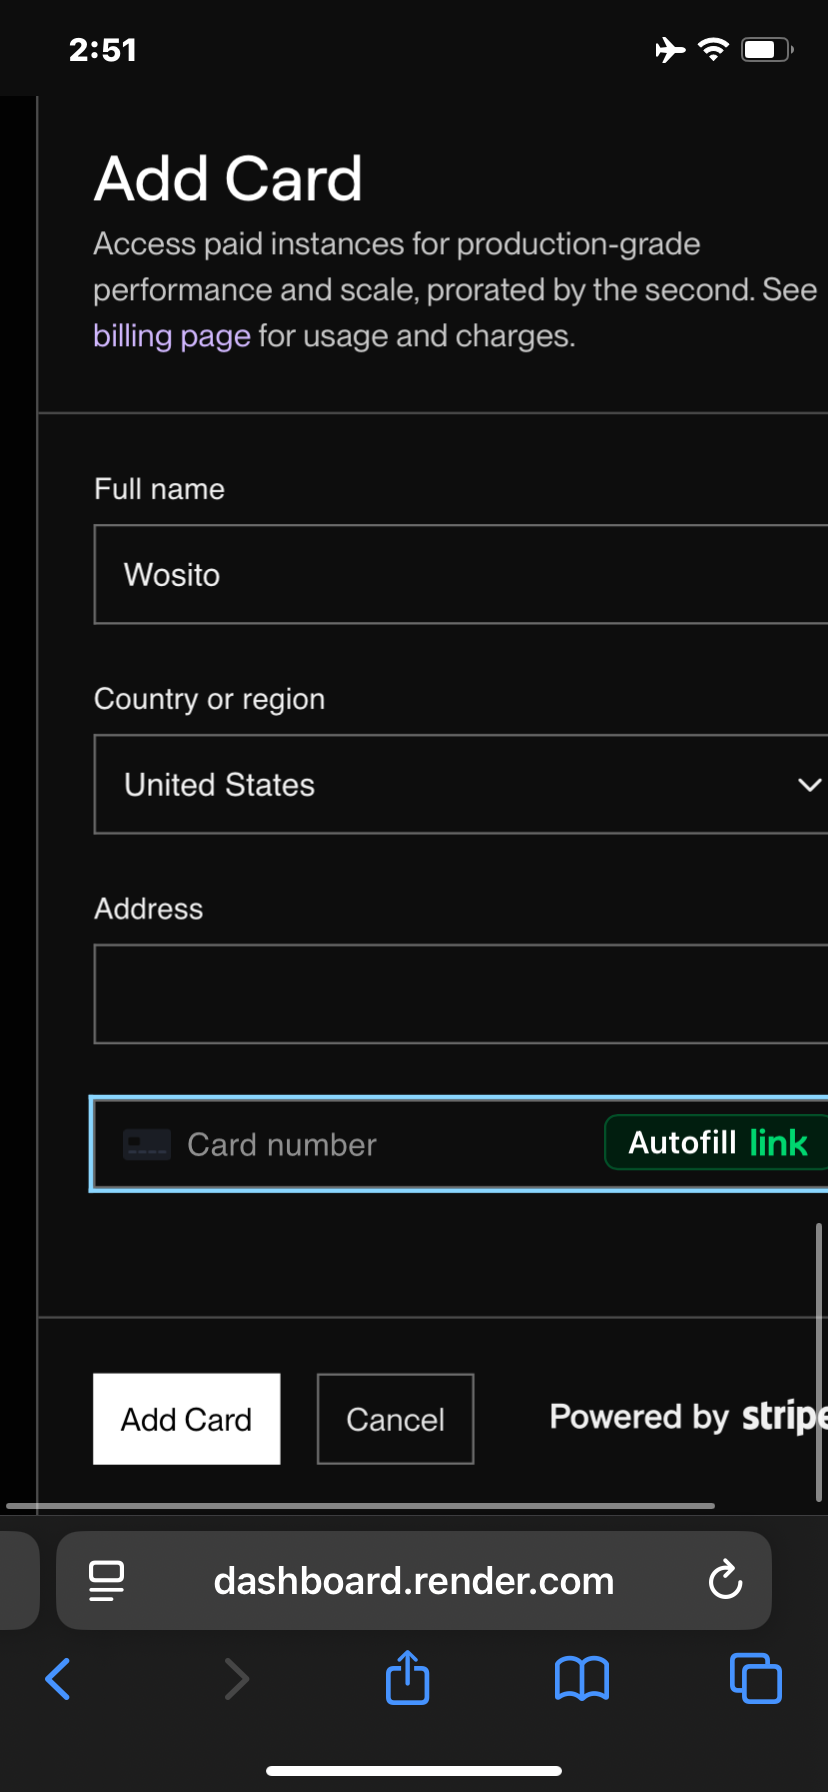 2:51
Add Card
Access paid instances for production-grade
performance and scale, prorated by the second. See
billing page for usage and charges.
Full name
Wosito
Country or region
United States
Address
Card number
Autofill link
Add Card
Cancel
Powered by stripe
dashboard.render.com